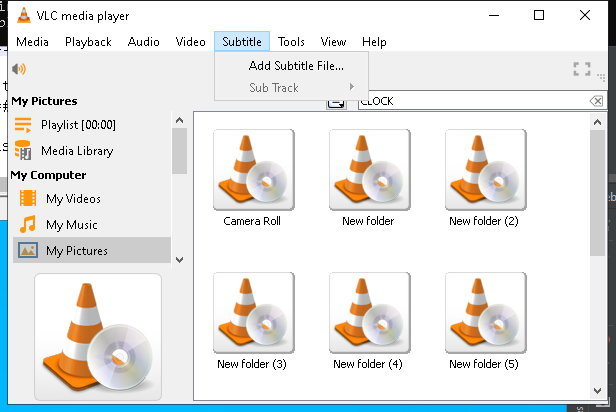 VLC media player
Media Playback Audio Video Subtitle Tools View Help
Add Subtitle File...
Sub Track
My Pictures
CLOCK
Playlist [00:00]
Media Library
My Computer
My Videos
My Music
My Pictures
Camera Roll New folder New folder (2)
New folder (3) New folder (4) New folder (5)